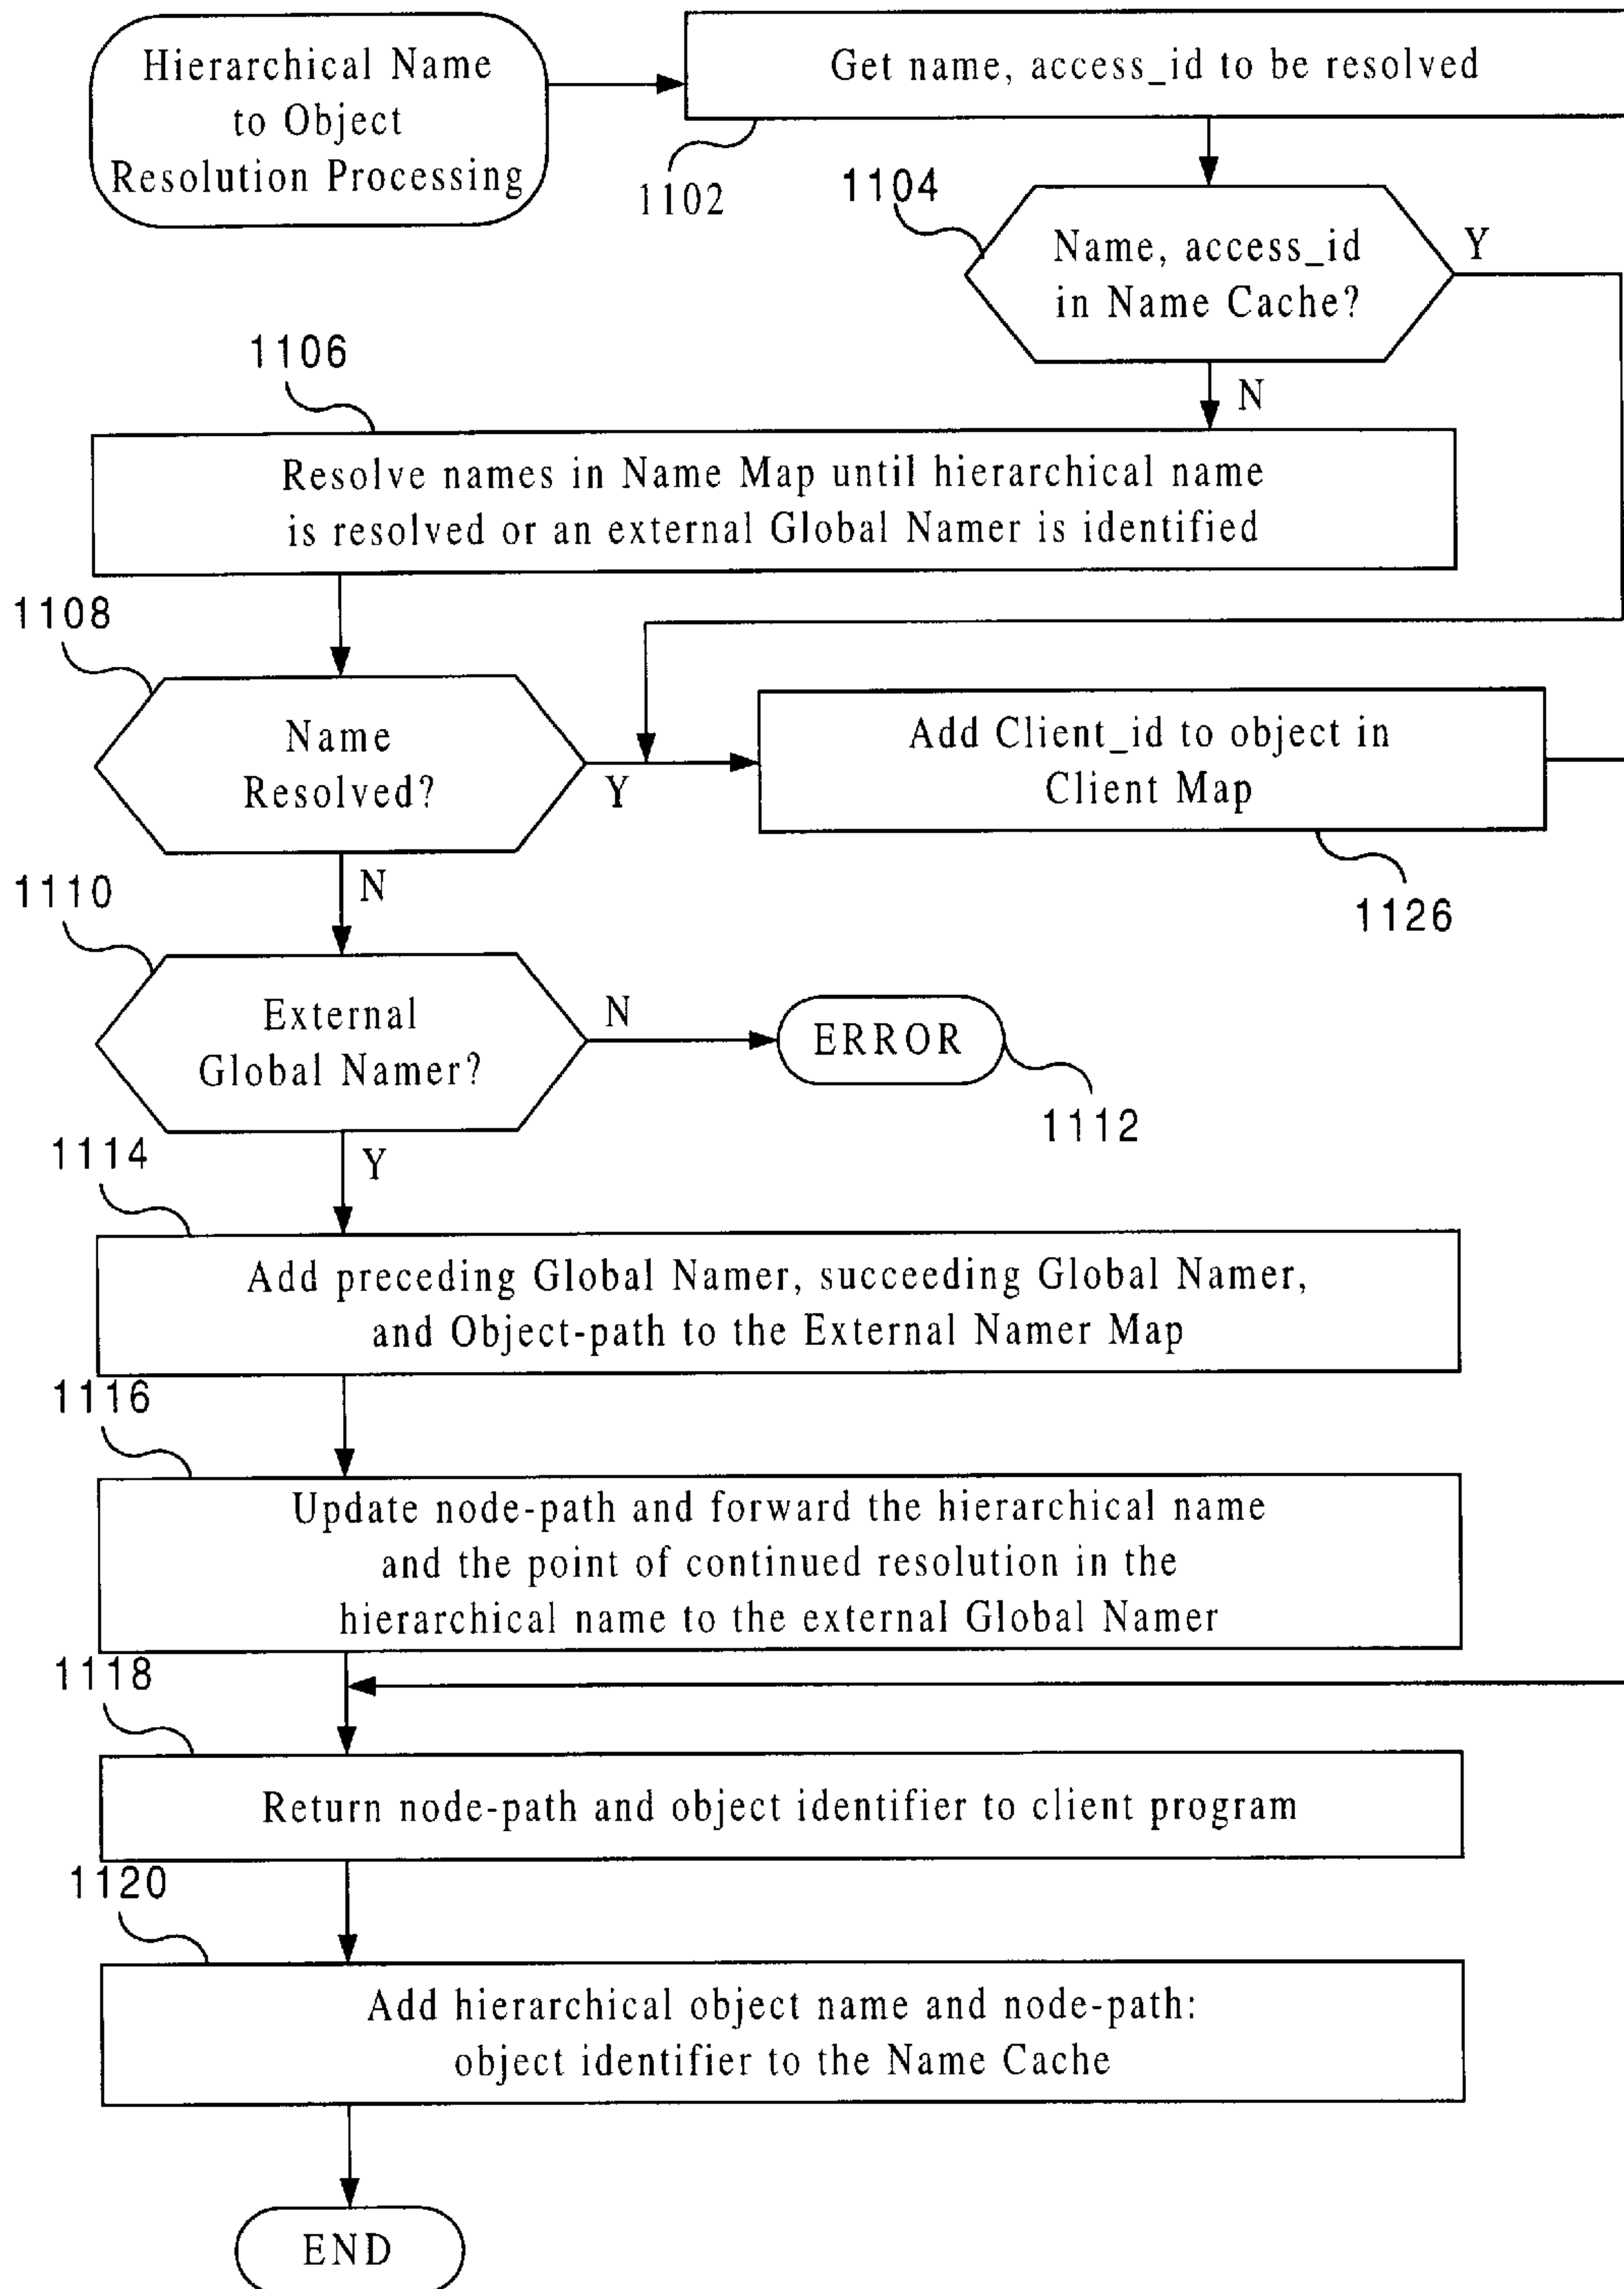 Hierarchical Name
to Object
Resolution Processing
Get name, access_id to be resolved
1102
1104
Name, access_id
in Name Cache?
Y
N
1106
Resolve names in Name Map until hierarchical name
is resolved or an external Global Namer is identified
1108
Name
Resolved?
Y
Add Client_id to object in
Client Map
1126
N
1110
External
Global Namer?
N
ERROR
1112
Y
1114
Add preceding Global Namer, succeeding Global Namer,
and Object-path to the External Namer Map
1116
Update node-path and forward the hierarchical name
and the point of continued resolution in the
hierarchical name to the external Global Namer
1118
Return node-path and object identifier to client program
1120
Add hierarchical object name and node-path:
object identifier to the Name Cache
END